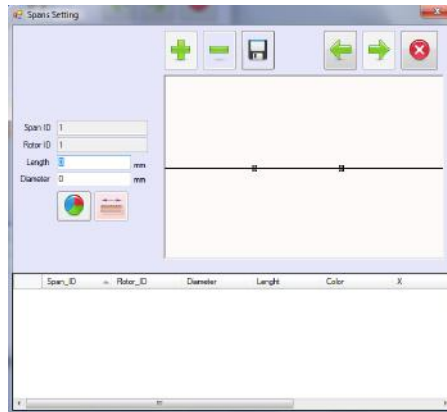 Spans Setting
Span ID 1
Rotor ID 1
Length 0 mm
Diameter 0 mm
Span_ID Rotor_ID Diameter Lenght Color X